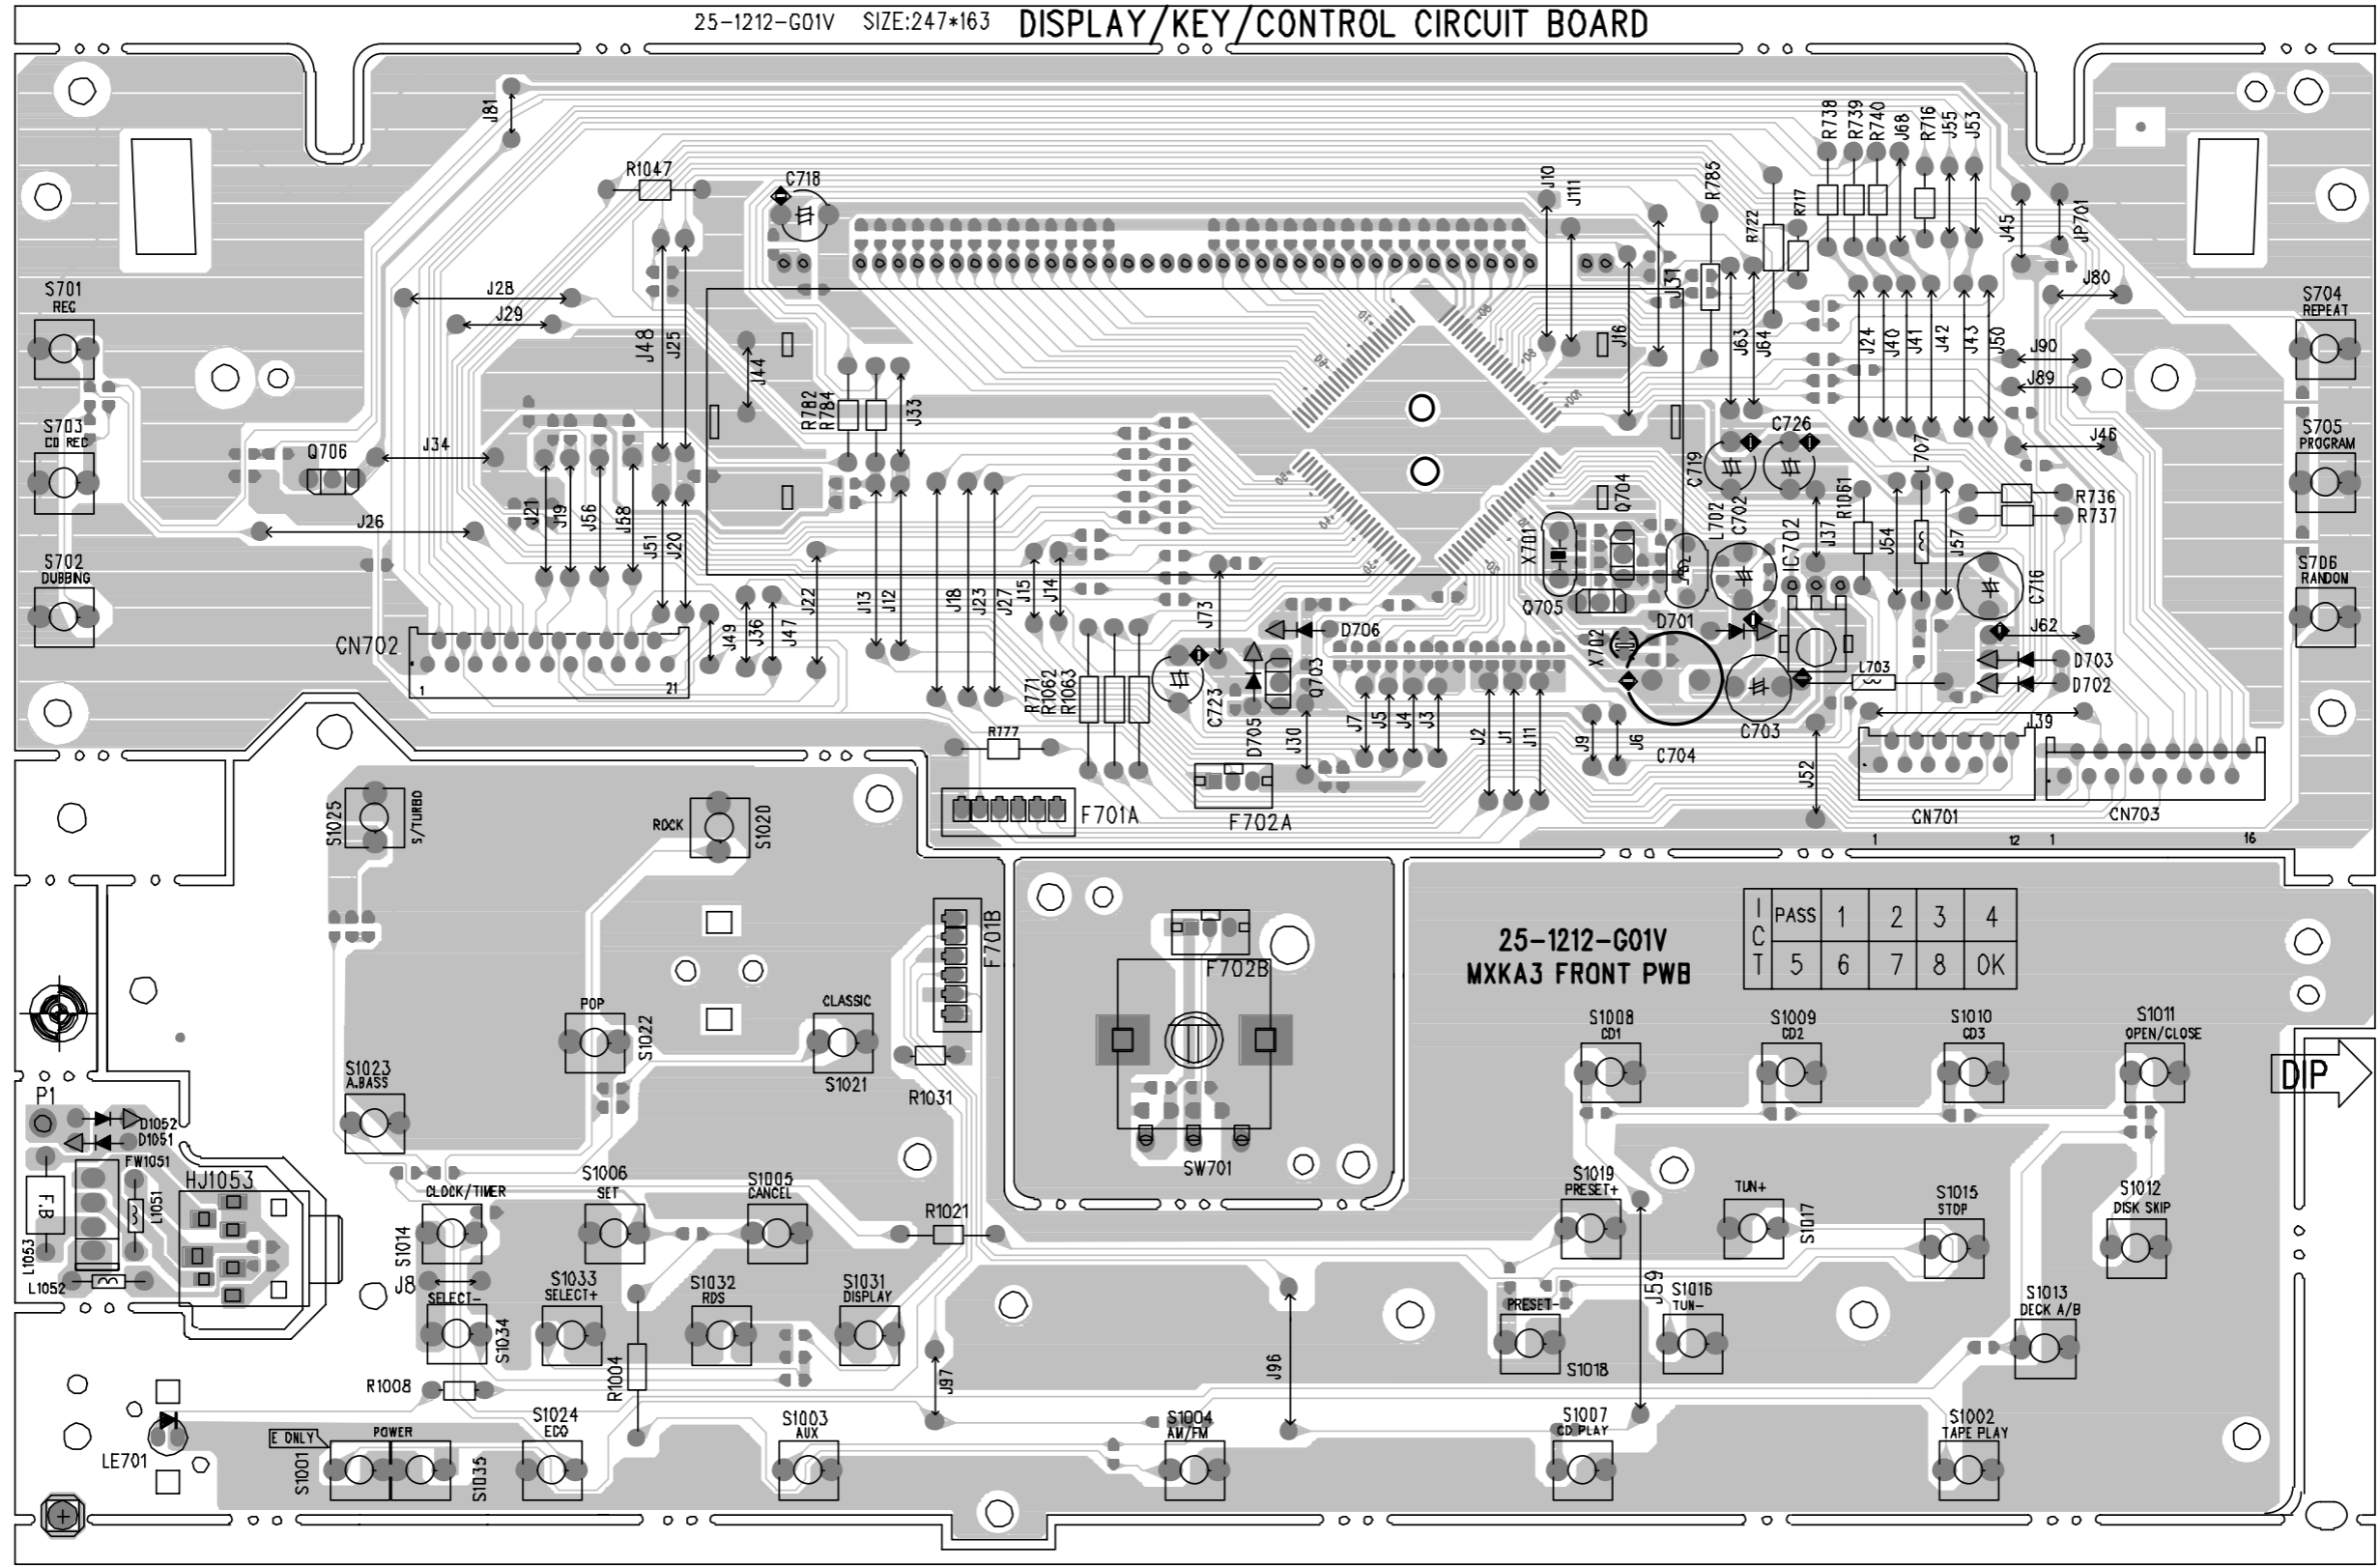 25-1212-G01V SIZE:247*163 DISPLAY/KEY/CONTROL CIRCUIT BOARD
J81
R1047
C718
J10
J111
R785
R722
R717
R738
R739
R740
J68
R716
J55
J53
J45
JP701
S701
REC
J28
J29
J48
J25
J44
R782
R784
J33
J16
J31
J63
J64
J24
J40
J41
J42
J43
J50
J80
J90
J89
J46
S704
REPEAT
S703
CD REC
Q706
J34
J26
J21
J19
J56
J58
J51
J20
C719
C726
L707
S705
PROGRAM
R736
R737
S702
DUBBING
J22
J13
J12
J18
J23
J27
J15
J14
J73
X701
Q704
L702
C702
IC702
J37
R1061
J54
J57
C716
S706
RANDOM
CN702
1
21
J49
J36
J47
D706
Q705
D701
X702
J62
D703
D702
L703
R771
R1062
R1063
C723
D705
Q703
J30
J7
J5
J4
J3
J2
J1
J11
J9
J6
C704
C703
J52
J39
R777
F701A
F702A
CN701
CN703
1
12
1
16
S1025
S/TURBO
ROCK
S1020
F701B
F702B
25-1212-G01V
MXKA3 FRONT PWB
ICT
PASS 1 2 3 4
5 6 7 8 OK
POP
S1022
CLASSIC
S1021
S1023
A.BASS
R1031
SW701
S1008
CD1
S1009
CD2
S1010
CD3
S1011
OPEN/CLOSE
DIP
P1
D1052
D1051
FW1051
F.B
L1051
L1053
L1052
HJ1053
CLOCK/TIMER
S1014
S1006
SET
S1005
CANCEL
R1021
S1019
PRESET+
TUN+
S1017
S1015
STOP
S1012
DISK SKIP
J8
SELECT-
S1034
S1033
SELECT+
S1032
RDS
S1031
DISPLAY
R1004
R1008
J97
J96
J59
PRESET-
S1018
S1016
TUN-
S1013
DECK A/B
LE701
E ONLY
POWER
S1001
S1035
S1024
ECO
S1003
AUX
S1004
AM/FM
S1007
CD PLAY
S1002
TAPE PLAY